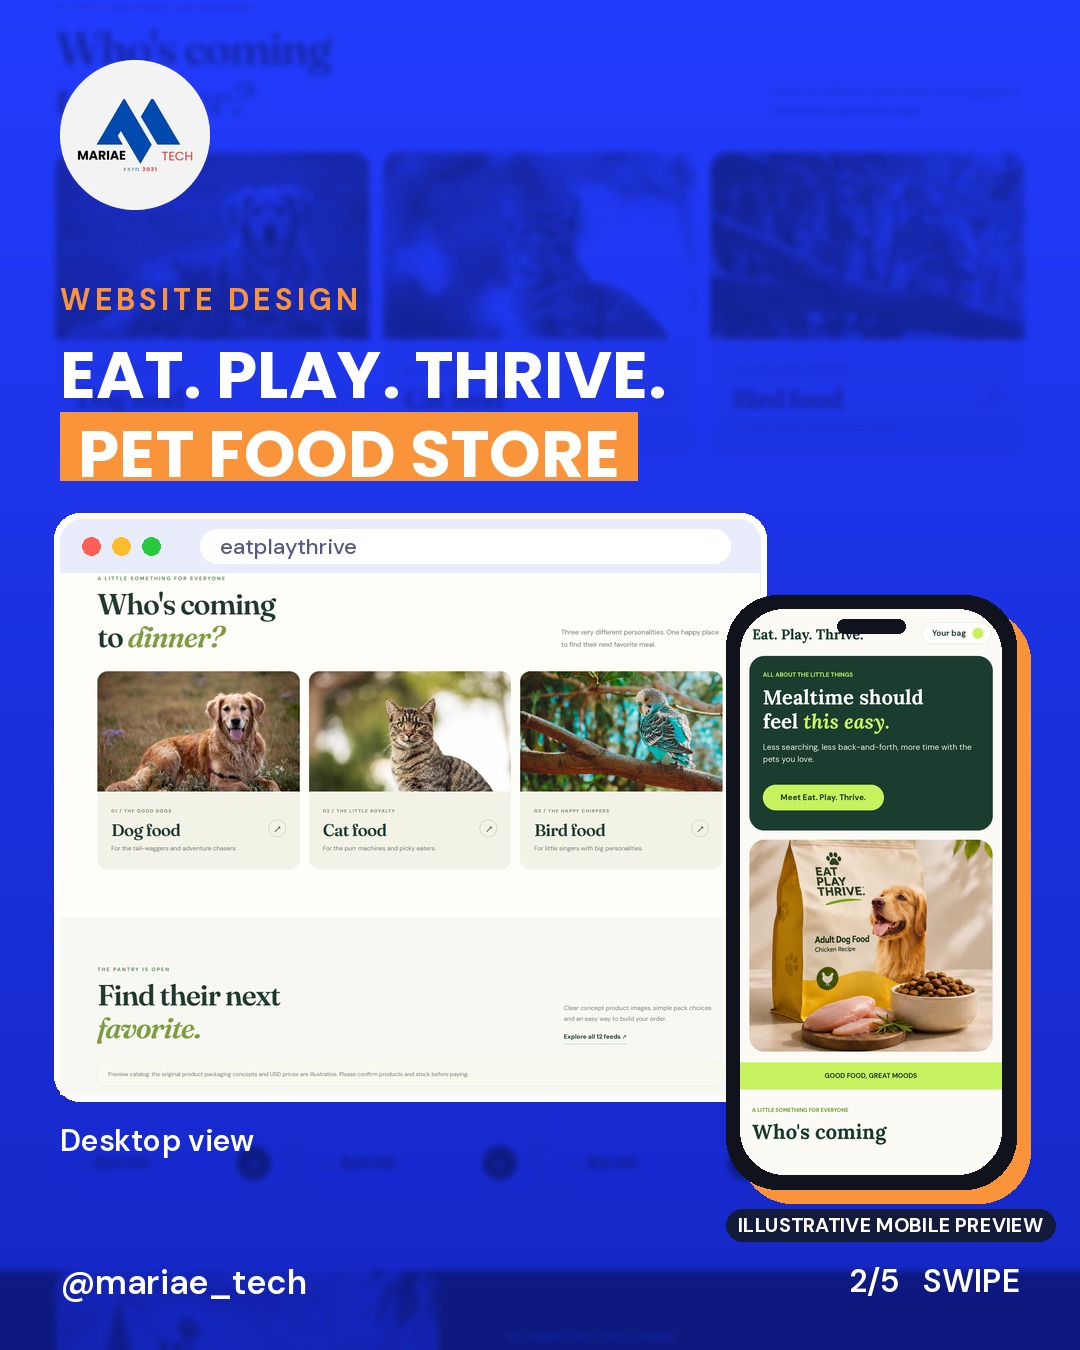 Who's coming
MARIAE TECH
ESTD 2021
WEBSITE DESIGN
EAT. PLAY. THRIVE.
PET FOOD STORE
eatplaythrive
A LITTLE SOMETHING FOR EVERYONE
Who's coming
to dinner?
Three very different personalities. One happy place
to find their next favorite meal.
01 / THE GOOD DOGS
Dog food
For the tail-waggers and adventure chasers.
02 / THE LITTLE ROYALTY
Cat food
For the purr machines and picky eaters.
03 / THE HAPPY CHIRPERS
Bird food
For little singers with big personalities.
THE PANTRY IS OPEN
Find their next
favorite.
Clear concept product images, simple pack choices
and an easy way to build your order.
Explore all 12 feeds ↗
Preview catalog: the original product packaging concepts and USD prices are illustrative. Please confirm products and stock before paying.
Eat. Play. Thrive.
Your bag
ALL ABOUT THE LITTLE THINGS
Mealtime should
feel this easy.
Less searching, less back-and-forth, more time with the
pets you love.
Meet Eat. Play. Thrive.
EAT
PLAY
THRIVE.
Adult Dog Food
Chicken Recipe
GOOD FOOD, GREAT MOODS
A LITTLE SOMETHING FOR EVERYONE
Who's coming
Desktop view
ILLUSTRATIVE MOBILE PREVIEW
@mariae_tech
2/5 SWIPE